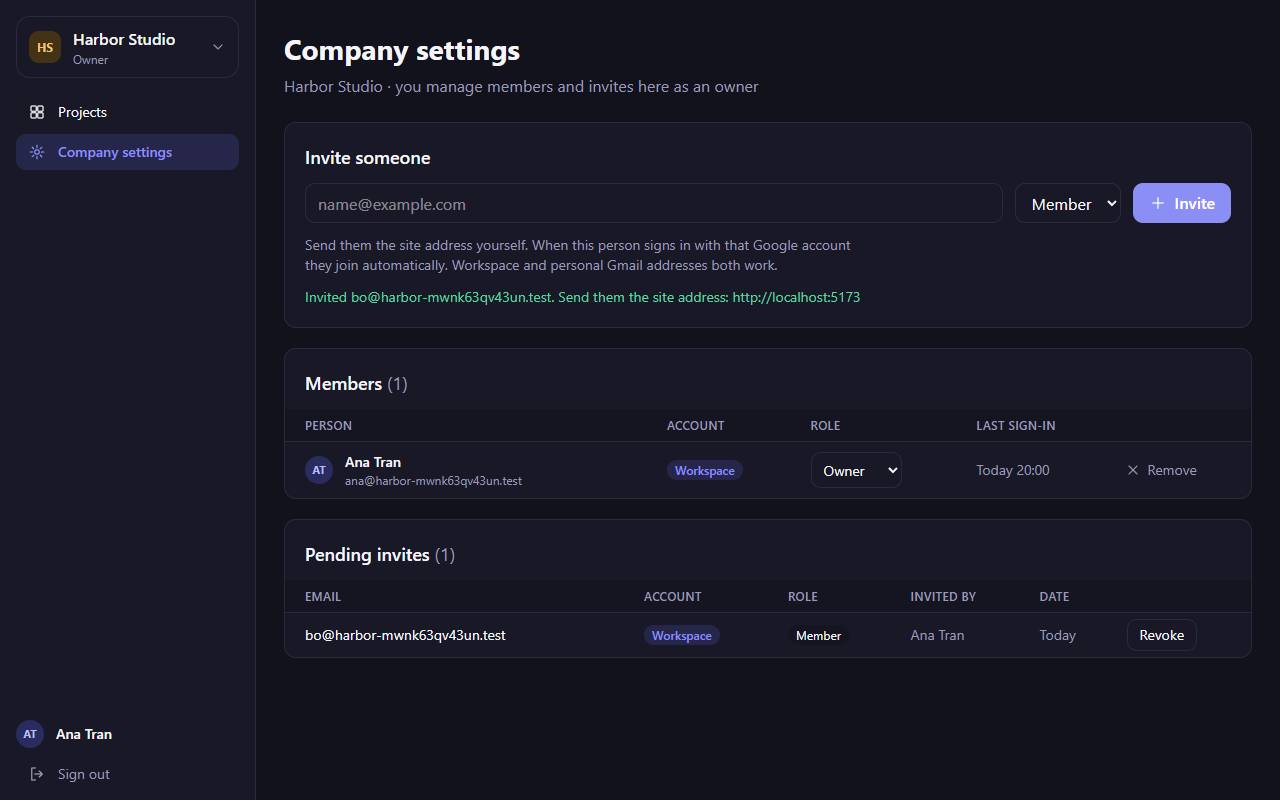 HS
Harbor Studio
Owner
Projects
Company settings
AT
Ana Tran
Sign out
Company settings
Harbor Studio · you manage members and invites here as an owner
Invite someone
name@example.com
Member
Invite
Send them the site address yourself. When this person signs in with that Google account
they join automatically. Workspace and personal Gmail addresses both work.
Invited bo@harbor-mwnk63qv43un.test. Send them the site address: http://localhost:5173
Members (1)
PERSON ACCOUNT ROLE LAST SIGN-IN
AT
Ana Tran
ana@harbor-mwnk63qv43un.test
Workspace
Owner
Today 20:00
Remove
Pending invites (1)
EMAIL ACCOUNT ROLE INVITED BY DATE
bo@harbor-mwnk63qv43un.test Workspace Member Ana Tran Today Revoke